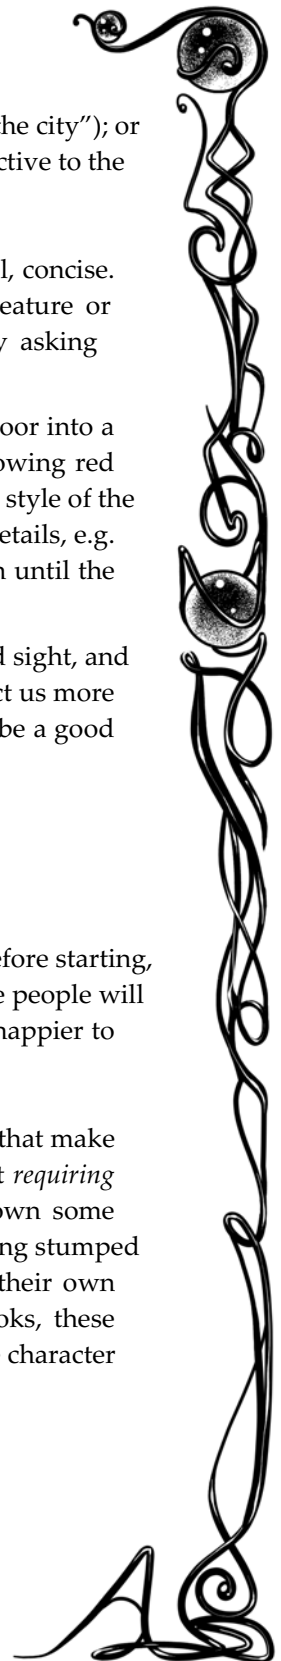 he city”); or
ctive to the
l, concise.
eature or
y asking
oor into a
owing red
style of the
etails, e.g.
n until the
d sight, and
ct us more
be a good
efore starting,
e people will
happier to
that make
t requiring
own some
ng stumped
their own
oks, these
character